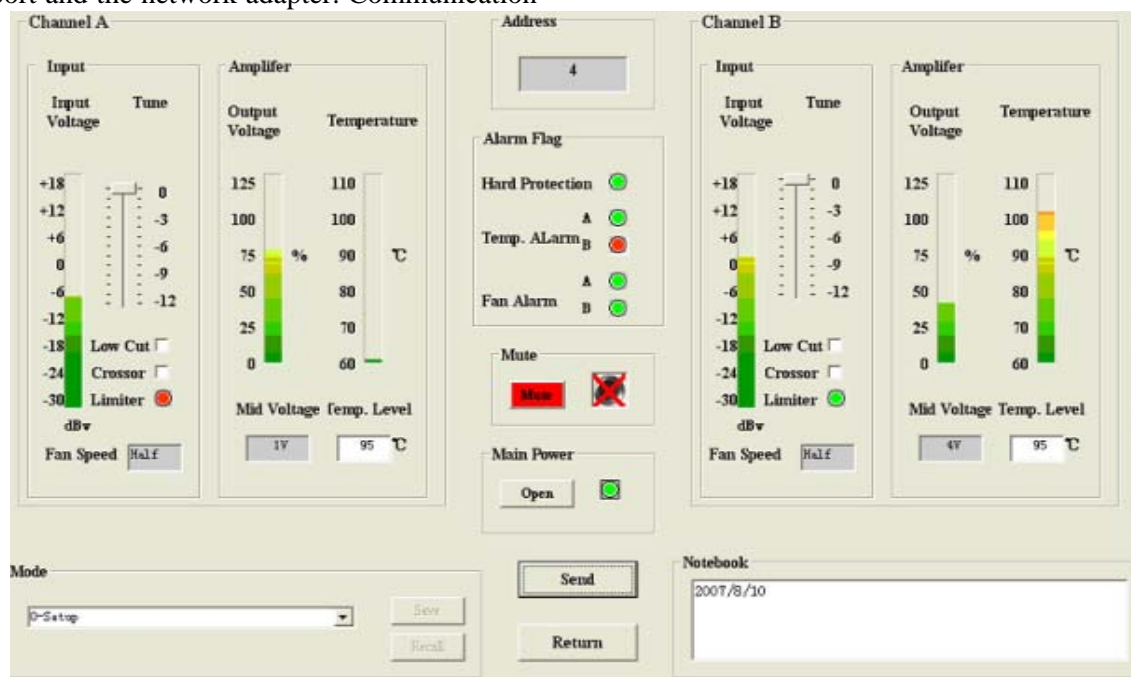 port and the network adapter. Communication
Channel A
Input
Input Voltage
Tune
+18
+12
+6
0
-6
-12
-18
-24
-30
dBv
0
-3
-6
-9
-12
Low Cut
Crossor
Limiter
Fan Speed
Half
Amplifer
Output Voltage
Temperature
125
100
75
50
25
0
%
110
100
90
80
70
60
℃
Mid Voltage
Temp. Level
1V
95
℃
Address
4
Alarm Flag
Hard Protection
A
Temp. ALarm
B
A
Fan Alarm
B
Mute
Mute
Main Power
Open
Channel B
Input
Input Voltage
Tune
+18
+12
+6
0
-6
-12
-18
-24
-30
dBv
0
-3
-6
-9
-12
Low Cut
Crossor
Limiter
Fan Speed
Half
Amplifer
Output Voltage
Temperature
125
100
75
50
25
0
%
110
100
90
80
70
60
℃
Mid Voltage
Temp. Level
4V
95
℃
Mode
0-Setop
Save
Recall
Send
Return
Notebook
2007/8/10